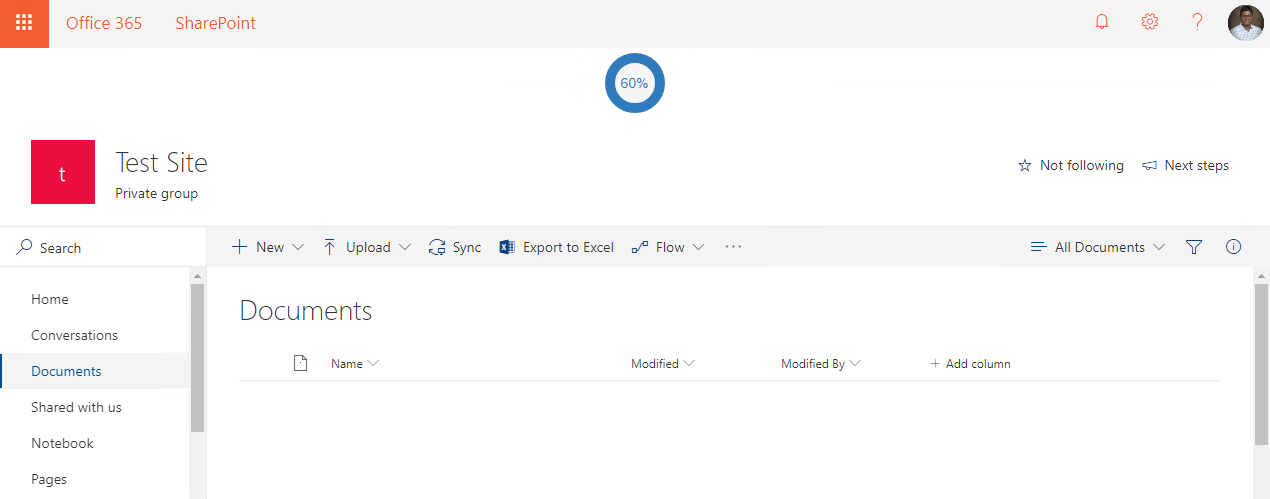 Office 365 SharePoint
60%
t
Test Site
Private group
Not following Next steps
Search
New Upload Sync Export to Excel Flow ... All Documents
Home
Conversations
Documents
Shared with us
Notebook
Pages
Documents
Name Modified Modified By + Add column